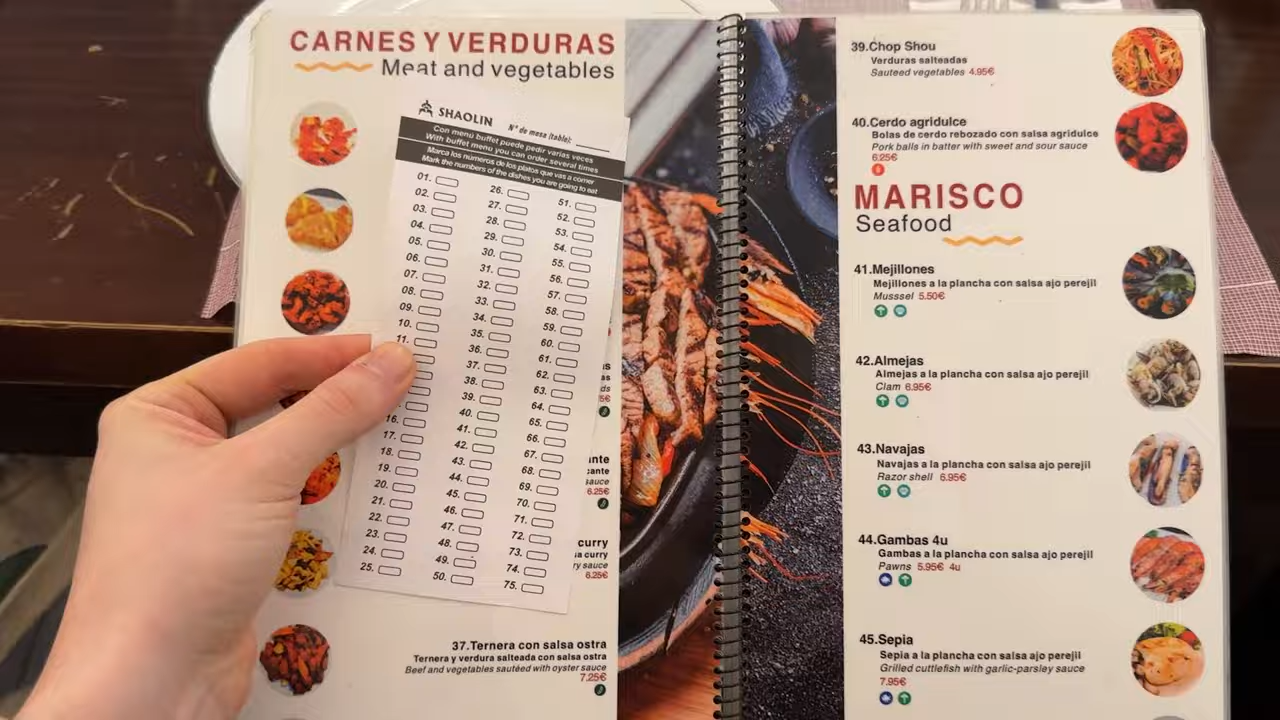 CARNES Y VERDURAS
Meat and vegetables
SHAOLIN
Nº de mesa (table):
Con menú buffet puede pedir varias veces
With buffet menu you can order several times
Marca los números de los platos que vas a comer
Mark the numbers of the dishes you are going to eat
01.
02.
03.
04.
05.
06.
07.
08.
09.
10.
11.
16.
17.
18.
19.
20.
21.
22.
23.
24.
25.
26.
27.
28.
29.
30.
31.
32.
33.
34.
35.
36.
37.
38.
39.
40.
41.
42.
43.
44.
45.
46.
47.
48.
49.
50.
51.
52.
53.
54.
55.
56.
57.
58.
59.
60.
61.
62.
63.
64.
65.
66.
67.
68.
69.
70.
71.
72.
73.
74.
75.
sauce
6.25€
curry
curry
sauce
6.25€
37.Ternera con salsa ostra
Ternera y verdura salteada con salsa ostra
Beef and vegetables sautéed with oyster sauce
7.25€
39.Chop Shou
Verduras salteadas
Sauteed vegetables 4.95€
40.Cerdo agridulce
Bolas de cerdo rebozado con salsa agridulce
Pork balls in batter with sweet and sour sauce
6.25€
MARISCO
Seafood
41.Mejillones
Mejillones a la plancha con salsa ajo perejil
Musssel 5.50€
42.Almejas
Almejas a la plancha con salsa ajo perejil
Clam 6.95€
43.Navajas
Navajas a la plancha con salsa ajo perejil
Razor shell 6.95€
44.Gambas 4u
Gambas a la plancha con salsa ajo perejil
Pawns 5.95€ 4u
45.Sepia
Sepia a la plancha con salsa ajo perejil
Grilled cuttlefish with garlic-parsley sauce
7.95€